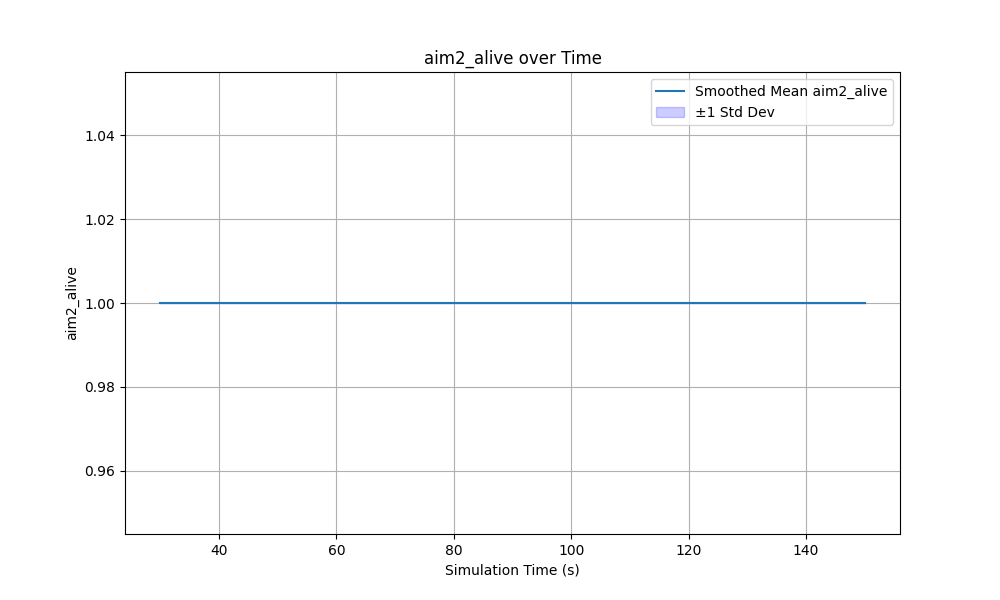 aim2_alive over Time
Smoothed Mean aim2_alive
±1 Std Dev
aim2_alive
1.04
1.02
1.00
0.98
0.96
40 60 80 100 120 140
Simulation Time (s)